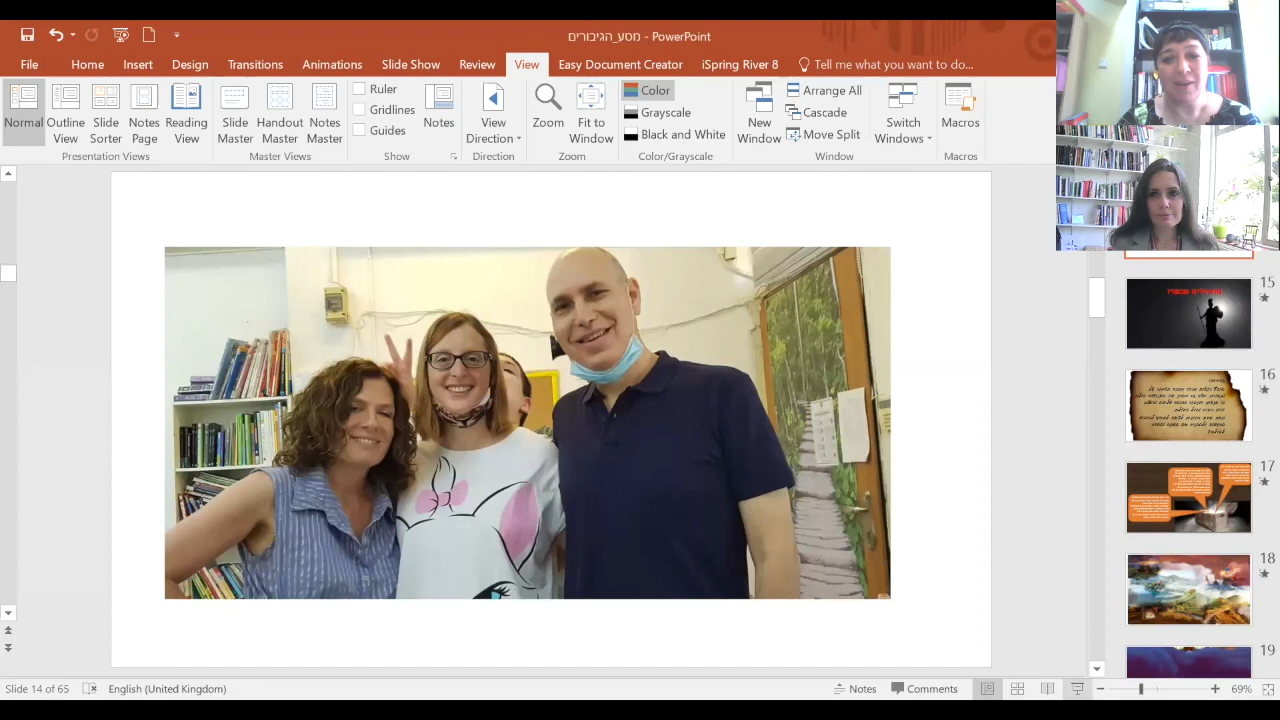 מסע_הגיבורים - PowerPoint
File Home Insert Design Transitions Animations Slide Show Review View Easy Document Creator iSpring River 8 Tell me what you want to do...
Normal Outline View Slide Sorter Notes Page Reading View
Presentation Views
Slide Master Handout Master Notes Master
Master Views
Ruler
Gridlines
Guides
Notes
Show
View Direction
Direction
Zoom Fit to Window
Zoom
Color
Grayscale
Black and White
Color/Grayscale
New Window
Arrange All
Cascade
Move Split
Switch Windows
Window
Macros
Macros
15
16
17
18
19
Slide 14 of 65 English (United Kingdom) Notes Comments 69%